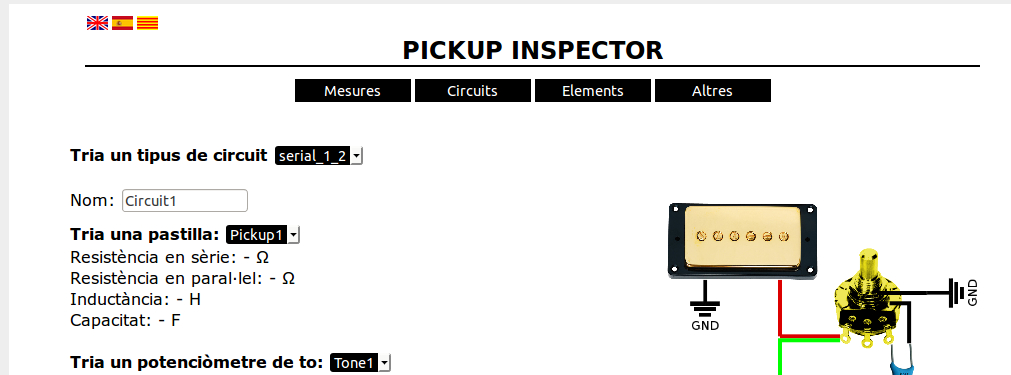 PICKUP INSPECTOR
Mesures Circuits Elements Altres
Tria un tipus de circuit serial_1_2
Nom: Circuit1
Tria una pastilla: Pickup1
Resistència en sèrie: - Ω
Resistència en paral·lel: - Ω
Inductància: - H
Capacitat: - F
Tria un potenciòmetre de to: Tone1
GND
GND